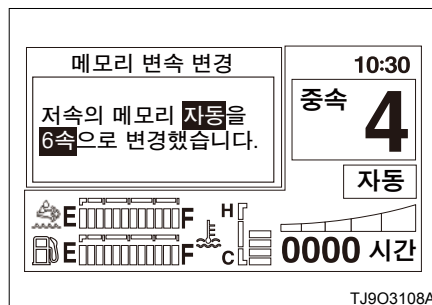 메모리 변속 변경
저속의 메모리 자동을
6속으로 변경했습니다.
10:30
중속
4
자동
E F
E F
H
C
0000 시간
TJ9O3108A